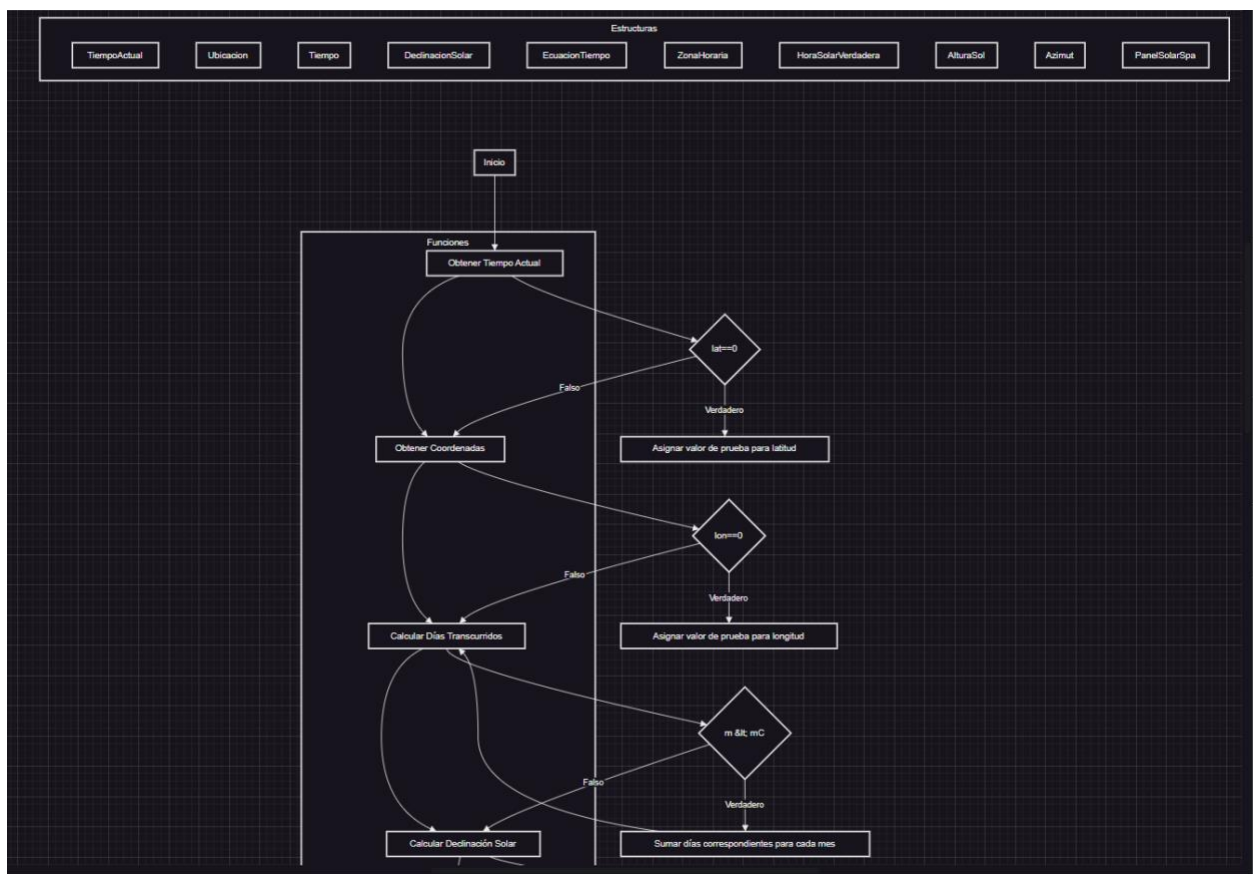 Estructuras
TiempoActual
Ubicacion
Tiempo
DeclinacionSolar
EcuacionTiempo
ZonaHoraria
HoraSolarVerdadera
AlturaSol
Azimut
PanelSolarSpa
Inicio
Funciones
Obtener Tiempo Actual
lat==0
Falso
Verdadero
Obtener Coordenadas
Asignar valor de prueba para latitud
lon==0
Falso
Verdadero
Calcular Días Transcurridos
Asignar valor de prueba para longitud
m &lt; mC
Falso
Verdadero
Calcular Declinación Solar
Sumar días correspondientes para cada mes